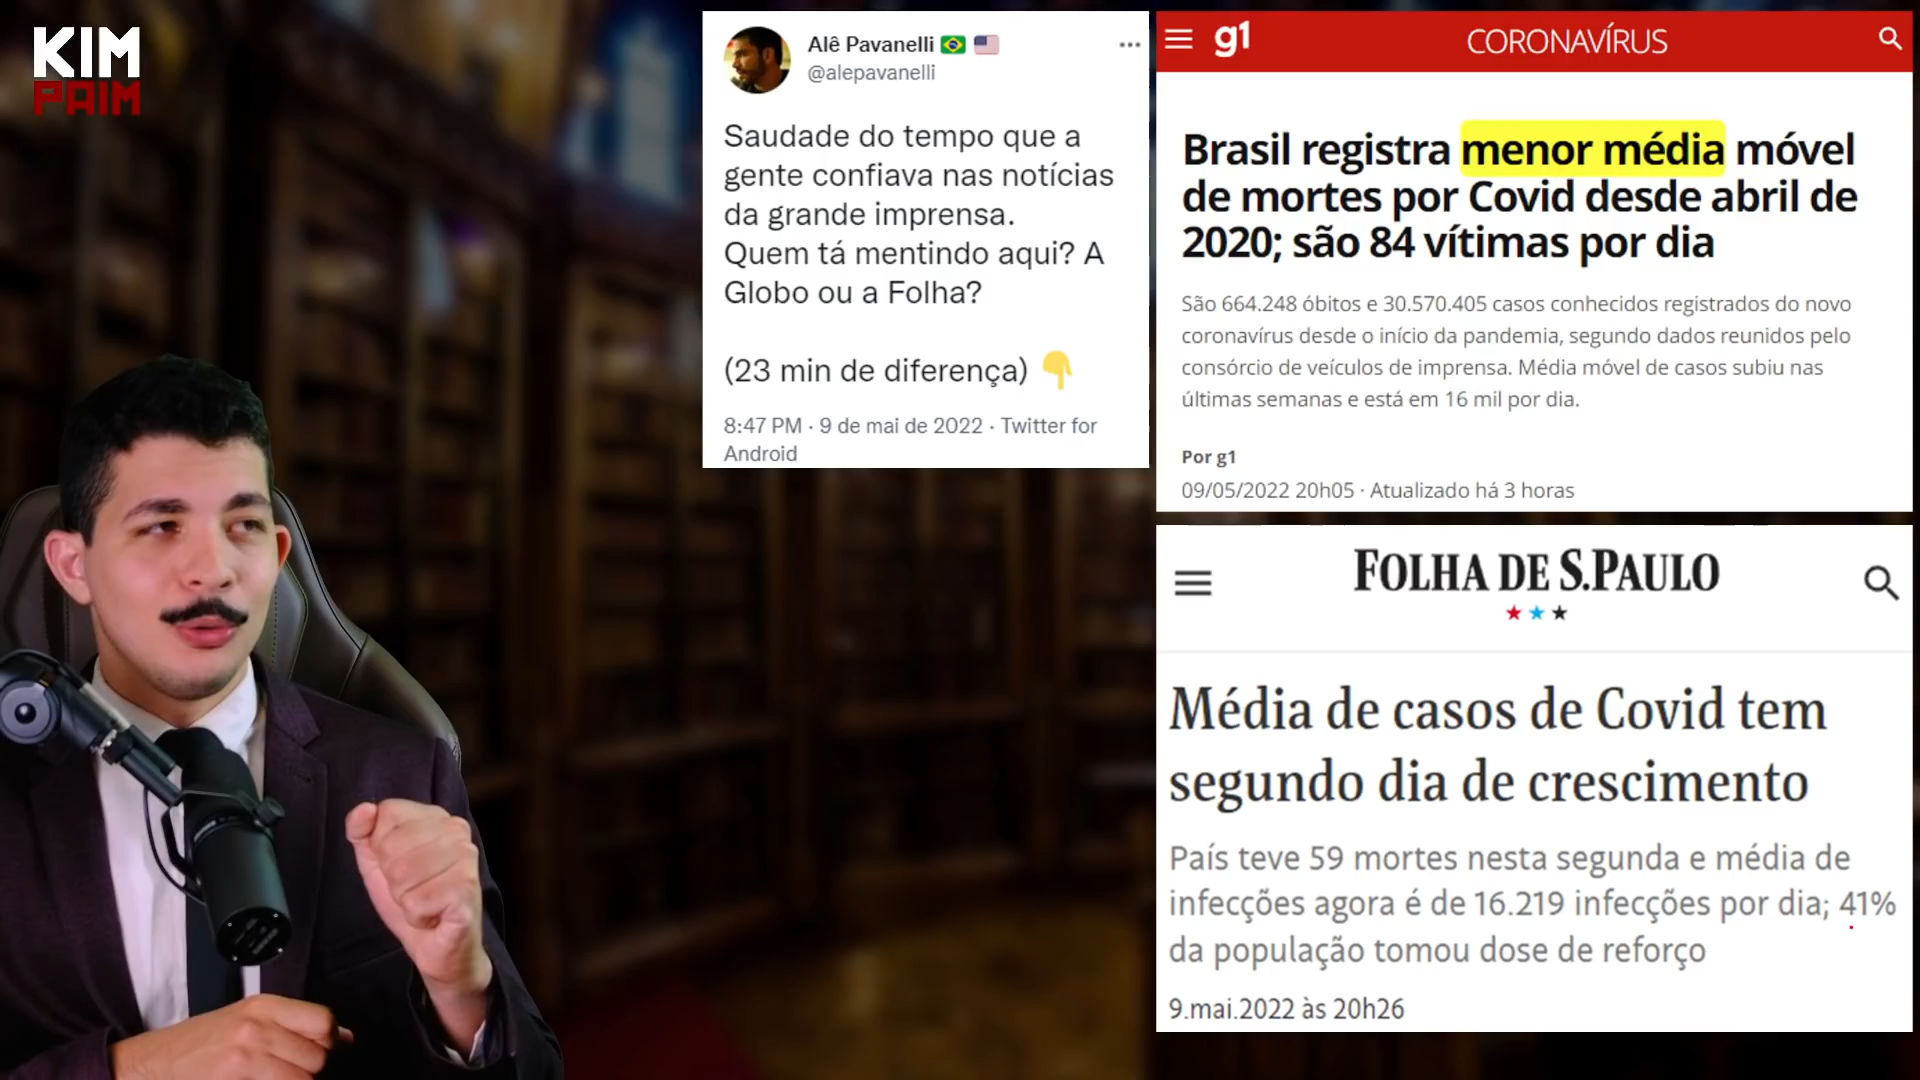 KIM
PAIM
Alê Pavanelli
@alepavanelli
Saudade do tempo que a
gente confiava nas notícias
da grande imprensa.
Quem tá mentindo aqui? A
Globo ou a Folha?
(23 min de diferença) 👇
8:47 PM · 9 de mai de 2022 · Twitter for
Android
g1
CORONAVÍRUS
Brasil registra menor média móvel
de mortes por Covid desde abril de
2020; são 84 vítimas por dia
São 664.248 óbitos e 30.570.405 casos conhecidos registrados do novo
coronavírus desde o início da pandemia, segundo dados reunidos pelo
consórcio de veículos de imprensa. Média móvel de casos subiu nas
últimas semanas e está em 16 mil por dia.
Por g1
09/05/2022 20h05 · Atualizado há 3 horas
FOLHA DE S.PAULO
Média de casos de Covid tem
segundo dia de crescimento
País teve 59 mortes nesta segunda e média de
infecções agora é de 16.219 infecções por dia; 41%
da população tomou dose de reforço
9.mai.2022 às 20h26